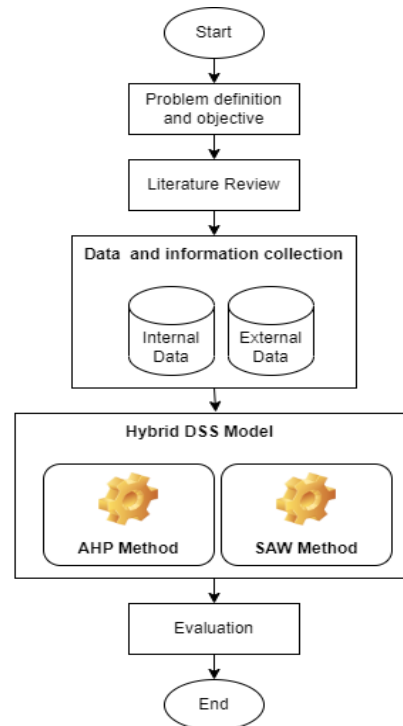 Start
Problem definition
and objective
Literature Review
Data and information collection
Internal
Data
External
Data
Hybrid DSS Model
AHP Method
SAW Method
Evaluation
End